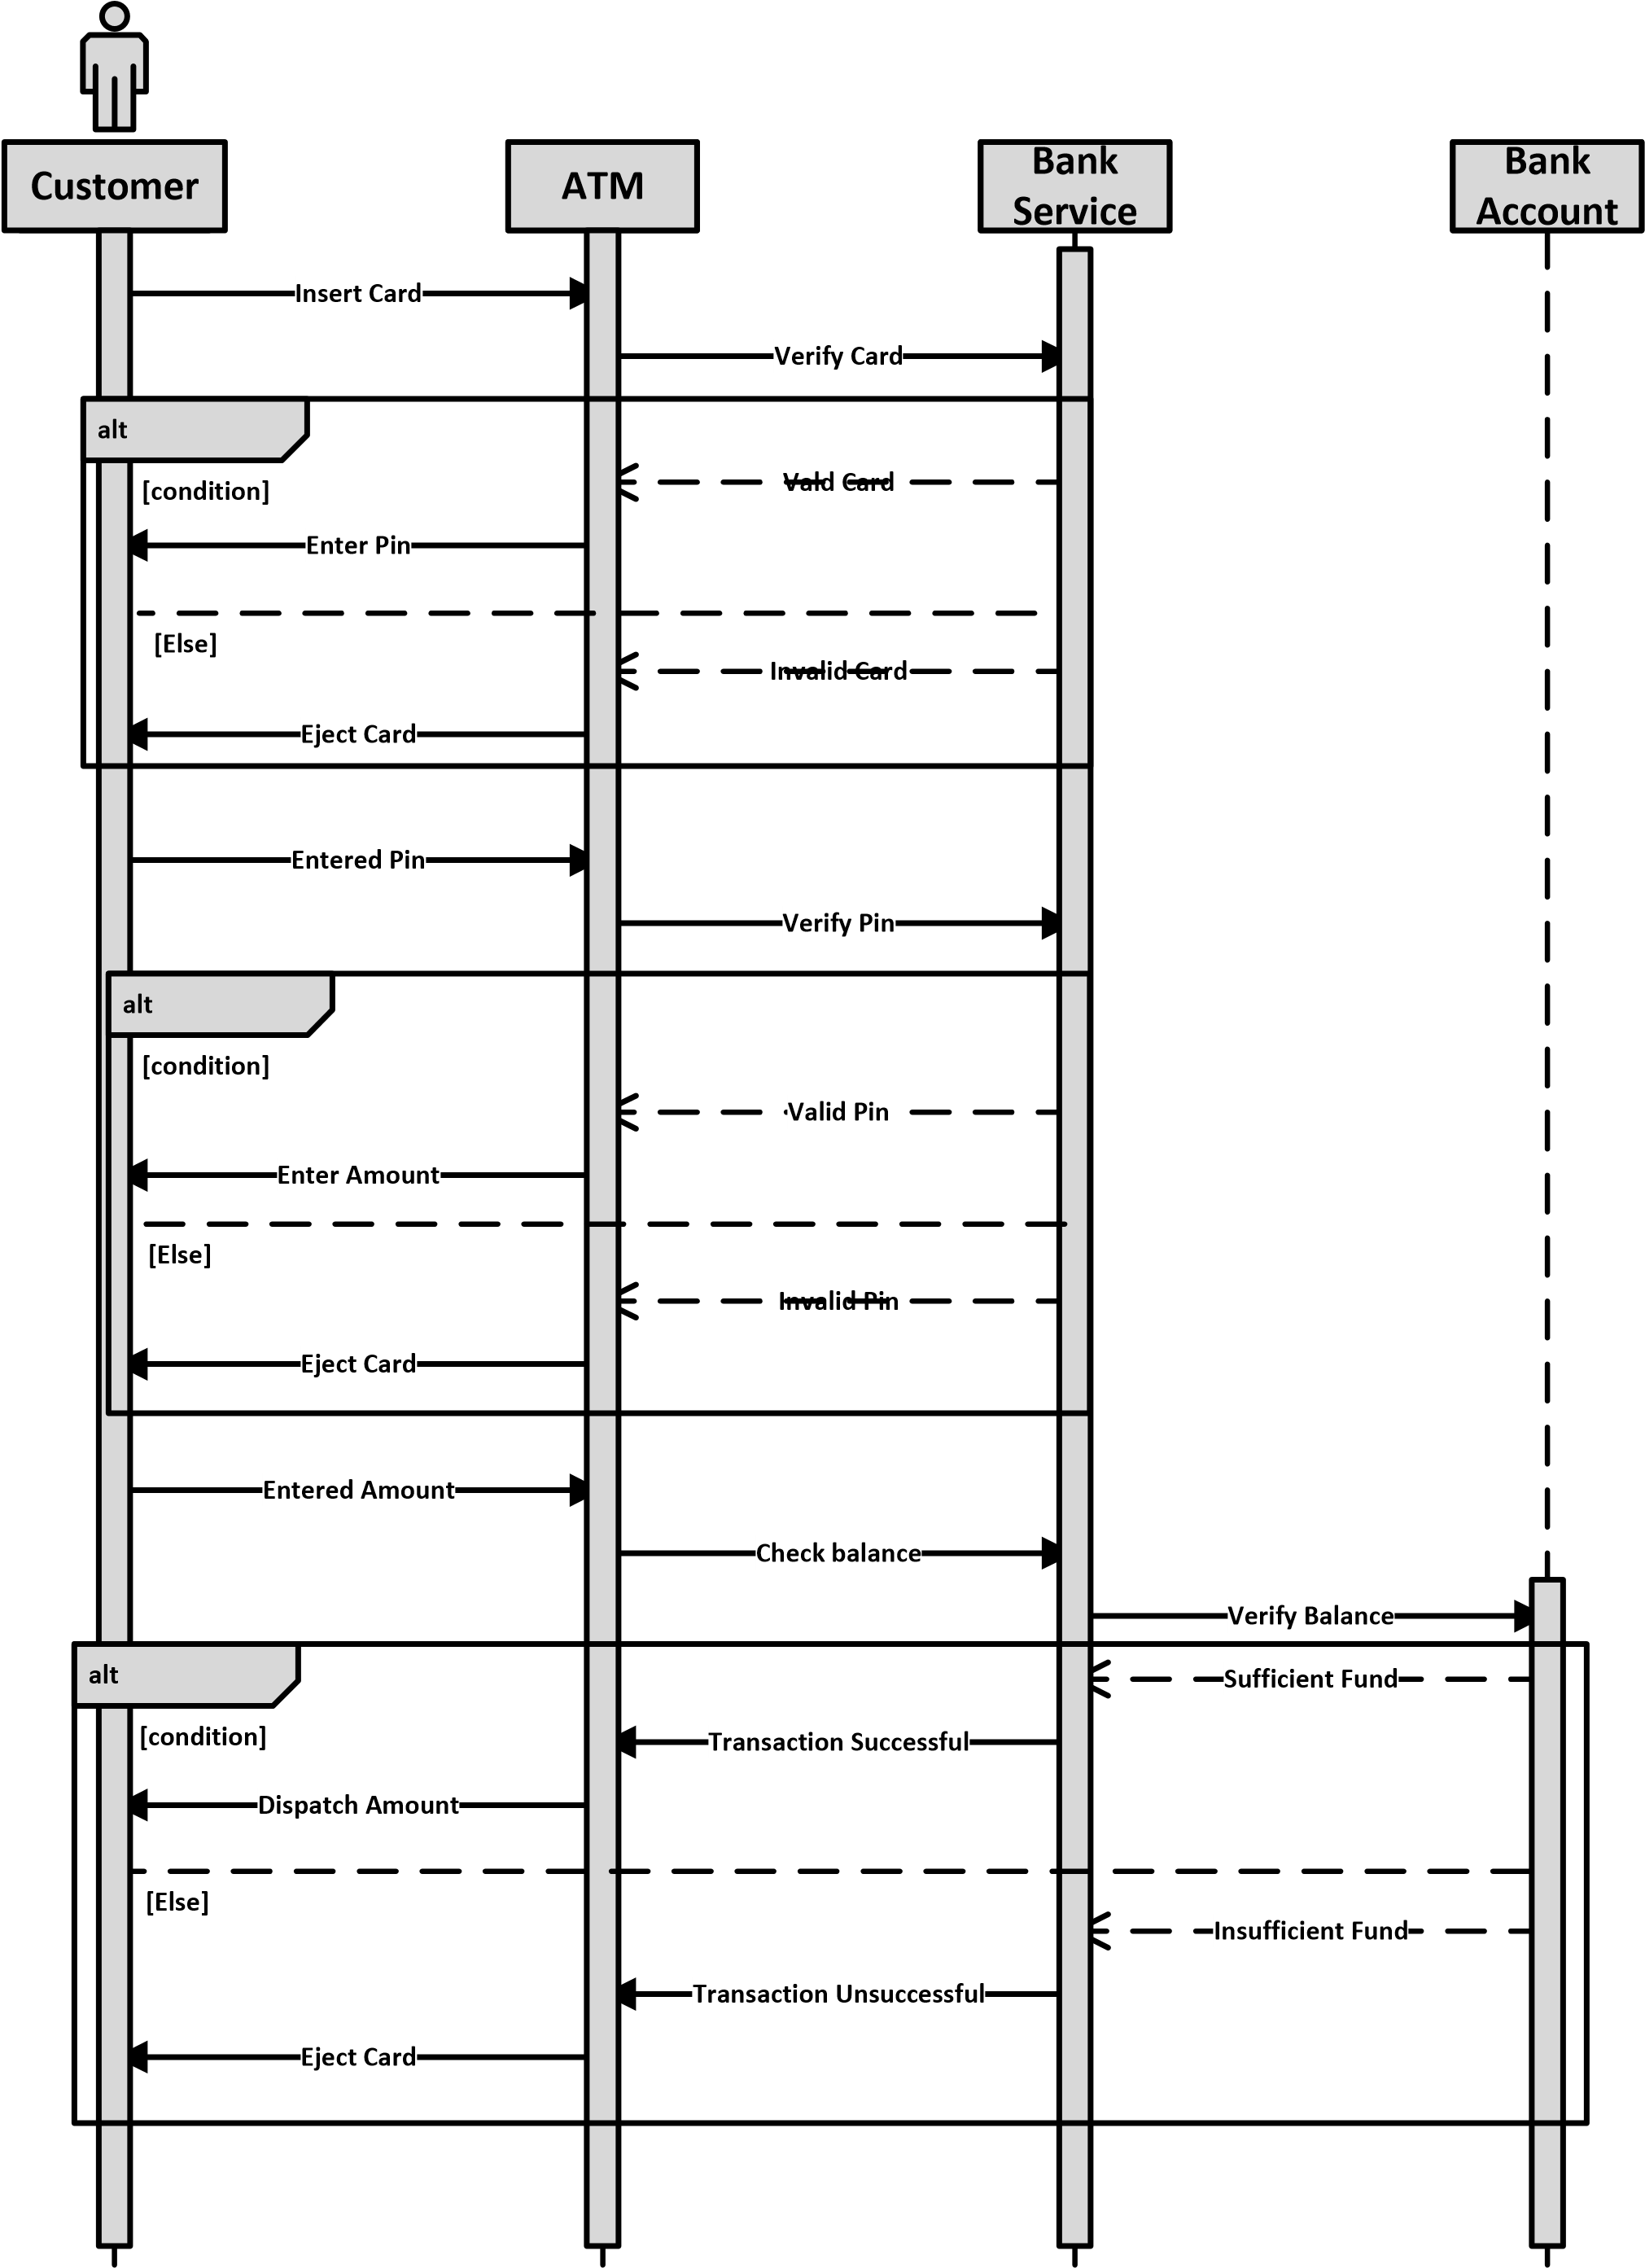 Customer
ATM
Bank
Service
Bank
Account
Insert Card
Verify Card
alt
[condition]
Vald Card
Enter Pin
[Else]
Invalid Card
Eject Card
Entered Pin
Verify Pin
alt
[condition]
Valid Pin
Enter Amount
[Else]
Invalid Pin
Eject Card
Entered Amount
Check balance
Verify Balance
alt
Sufficient Fund
[condition]
Transaction Successful
Dispatch Amount
[Else]
Insufficient Fund
Transaction Unsuccessful
Eject Card